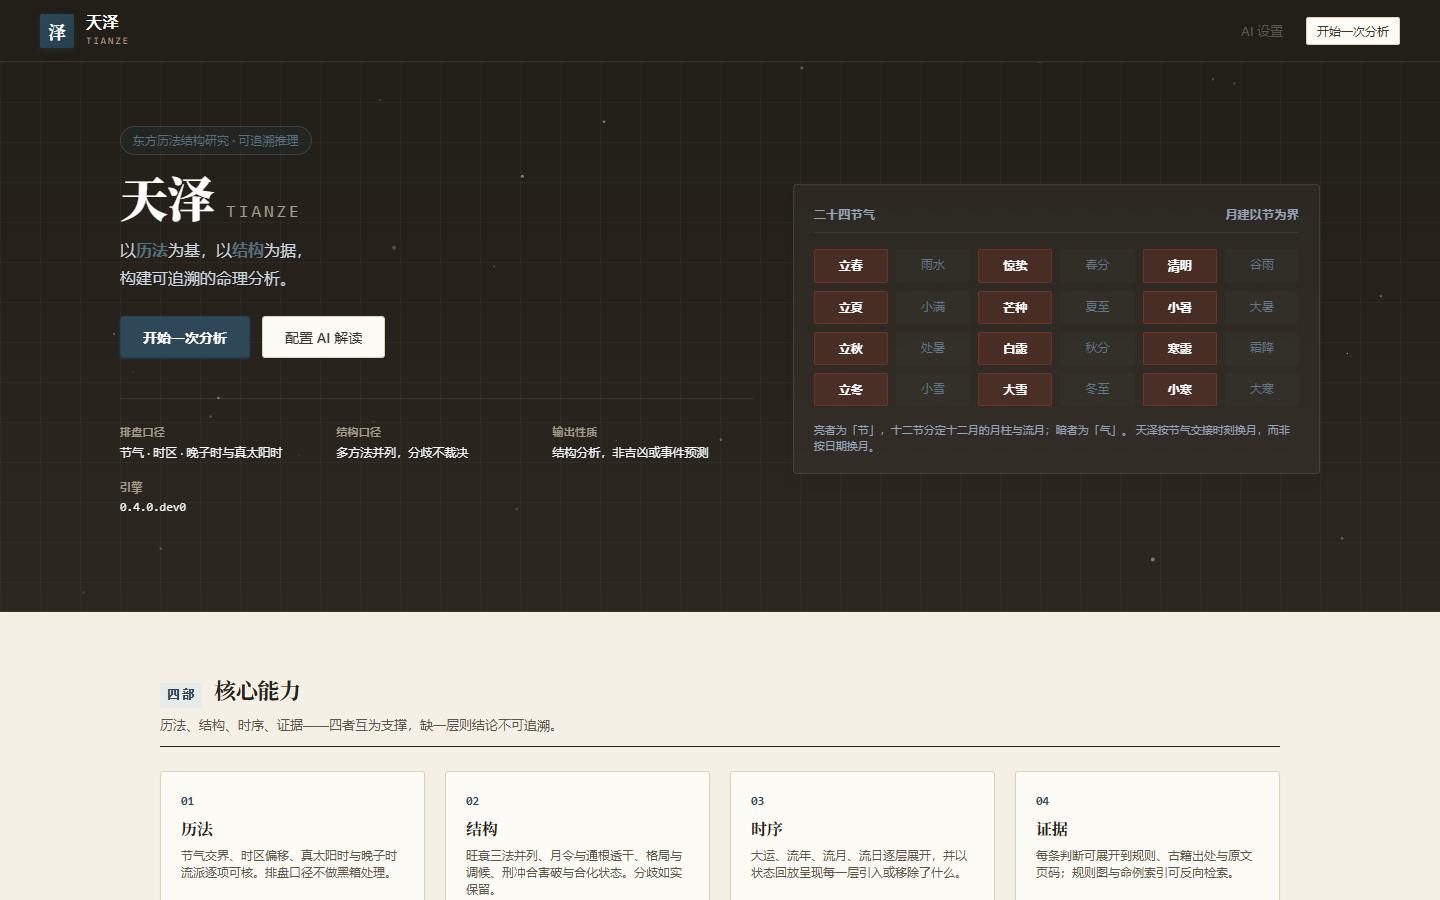 泽
天泽
TIANZE
AI 设置
开始一次分析
东方历法结构研究 · 可追溯推理
天泽 TIANZE
以历法为基，以结构为据，
构建可追溯的命理分析。
开始一次分析
配置 AI 解读
排盘口径
节气 · 时区 · 晚子时与真太阳时
结构口径
多方法并列，分歧不裁决
输出性质
结构分析，非吉凶或事件预测
引擎
0.4.0.dev0
二十四节气
月建以节为界
立春 雨水 惊蛰 春分 清明 谷雨
立夏 小满 芒种 夏至 小暑 大暑
立秋 处暑 白露 秋分 寒露 霜降
立冬 小雪 大雪 冬至 小寒 大寒
亮者为「节」，十二节分定十二月的月柱与流月；暗者为「气」。天泽按节气交接时刻换月，而非
按日期换月。
四部 核心能力
历法、结构、时序、证据——四者互为支撑，缺一层则结论不可追溯。
01
历法
节气交界、时区偏移、真太阳时与晚子时
流派逐项可核。排盘口径不做黑箱处理。
02
结构
旺衰三法并列、月令与通根透干、格局与
调候、刑冲合害破与合化状态。分歧如实
保留。
03
时序
大运、流年、流月、流日逐层展开，并以
状态回放呈现每一层引入或移除了什么。
04
证据
每条判断可展开到规则、古籍出处与原文
页码；规则图与命例索引可反向检索。